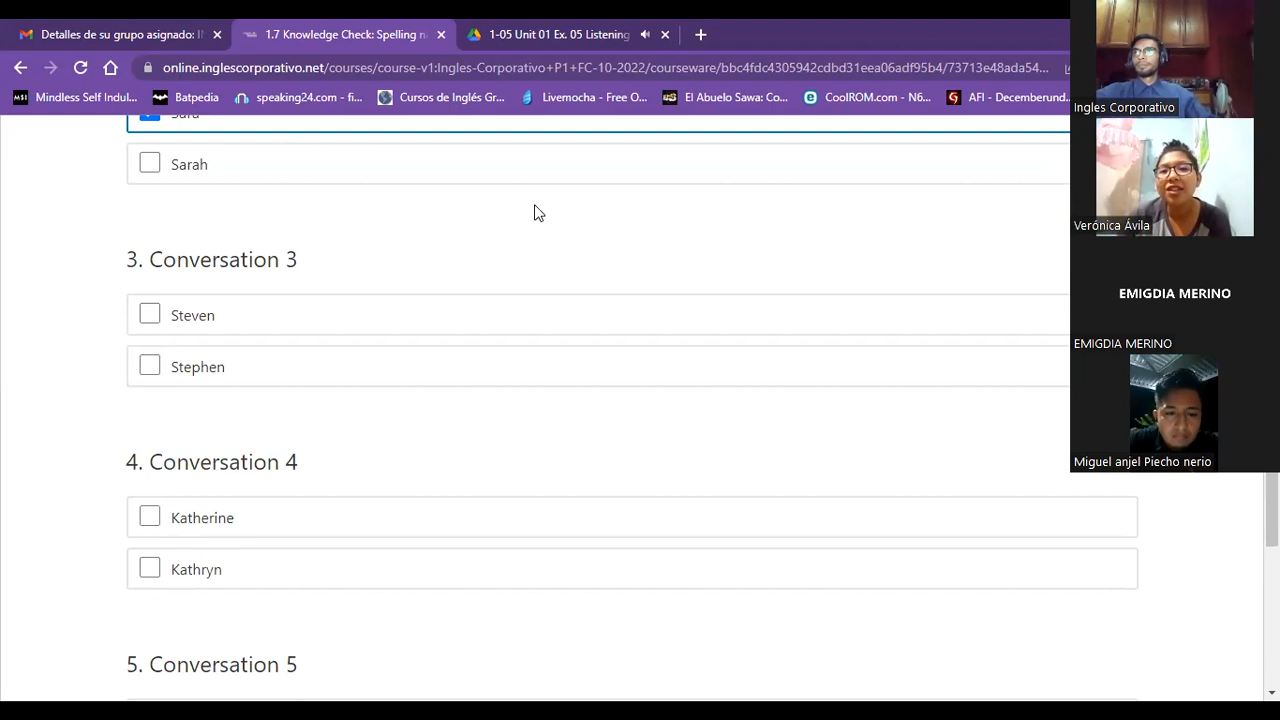 Detalles de su grupo asignado: I
1.7 Knowledge Check: Spelling n
1-05 Unit 01 Ex. 05 Listening
online.inglescorporativo.net/courses/course-v1:Ingles-Corporativo+P1+FC-10-2022/courseware/bbc4fdc4305942cdbd31eea06adf95b4/73713e48ada54...
Mindless Self Indul...
Batpedia
speaking24.com - fi...
Cursos de Inglés Gr...
Livemocha - Free O...
El Abuelo Sawa: Co...
CoolROM.com - N6...
AFI - Decemberund...
Sara
Sarah
3. Conversation 3
Steven
Stephen
4. Conversation 4
Katherine
Kathryn
5. Conversation 5
Ingles Corporativo
Verónica Ávila
EMIGDIA MERINO
EMIGDIA MERINO
Miguel anjel Piecho nerio